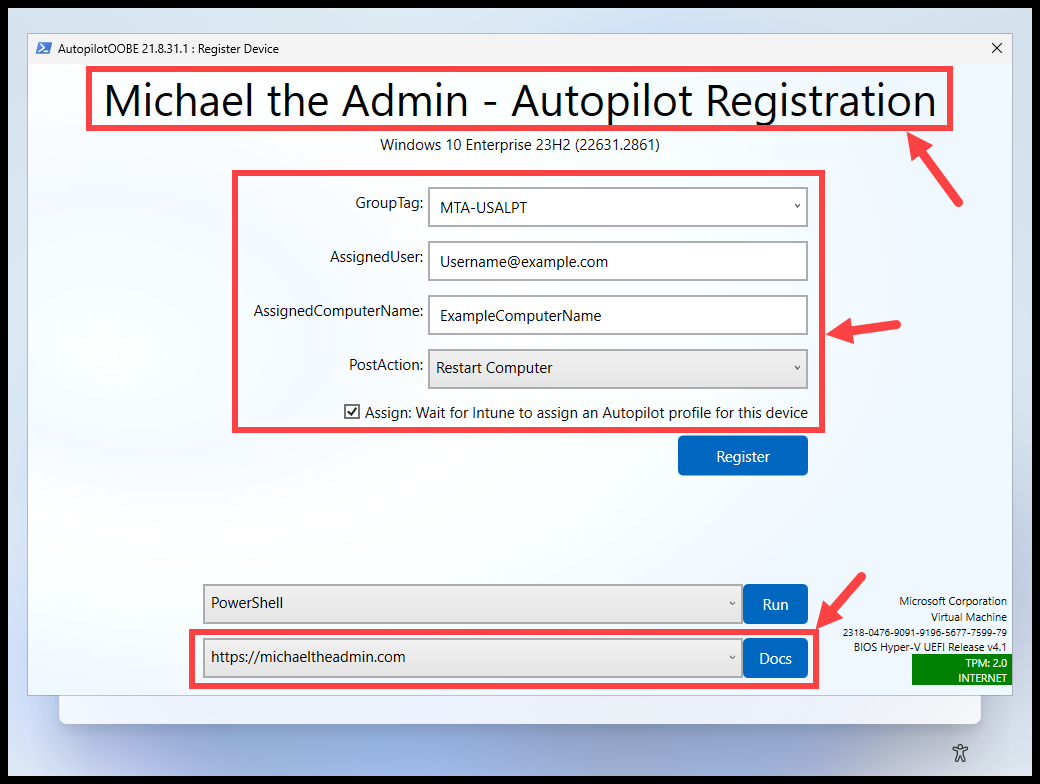 AutopilotOOBE 21.8.31.1 : Register Device
Michael the Admin - Autopilot Registration
Windows 10 Enterprise 23H2 (22631.2861)
GroupTag: MTA-USALPT
AssignedUser: Username@example.com
AssignedComputerName: ExampleComputerName
PostAction: Restart Computer
Assign: Wait for Intune to assign an Autopilot profile for this device
Register
PowerShell Run
https://michaeltheadmin.com Docs
Microsoft Corporation
Virtual Machine
2318-0476-9091-9196-5677-7599-79
BIOS Hyper-V UEFI Release v4.1
TPM: 2.0
INTERNET